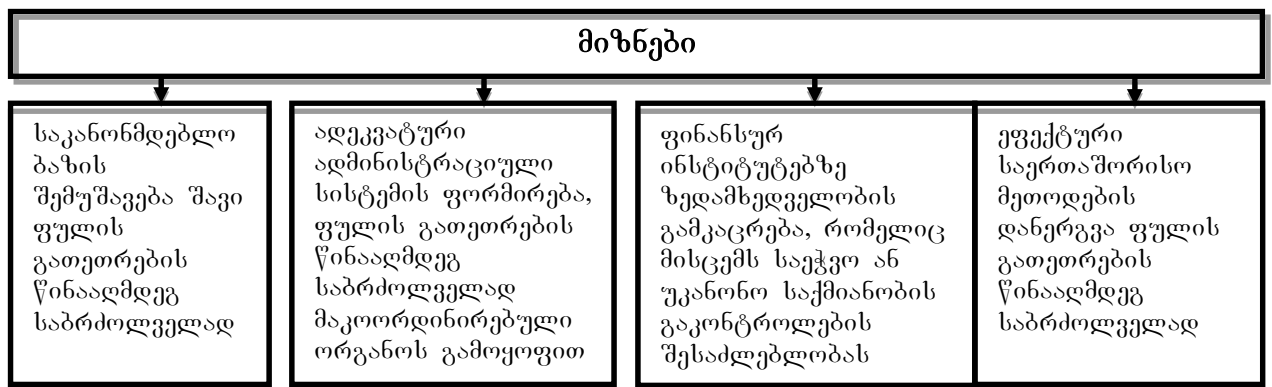 მიზნები
საკანონმდებლო
ბაზის
შემუშავება შავი
ფულის
გათეთრების
წინააღმდეგ
საბრძოლველად
ადეკვატური
ადმინისტრაციული
სისტემის ფორმირება,
ფულის გათეთრების
წინააღმდეგ
საბრძოლველად
მაკოორდინირებული
ორგანოს გამოყოფით
ფინანსურ
ინსტიტუტებზე
ზედამხედველობის
გამკაცრება, რომელიც
მისცემს საეჭვო ან
უკანონო საქმიანობის
გაკონტროლების
შესაძლებლობას
ეფექტური
საერთაშორისო
მეთოდების
დანერგვა ფულის
გათეთრების
წინააღმდეგ
საბრძოლველად